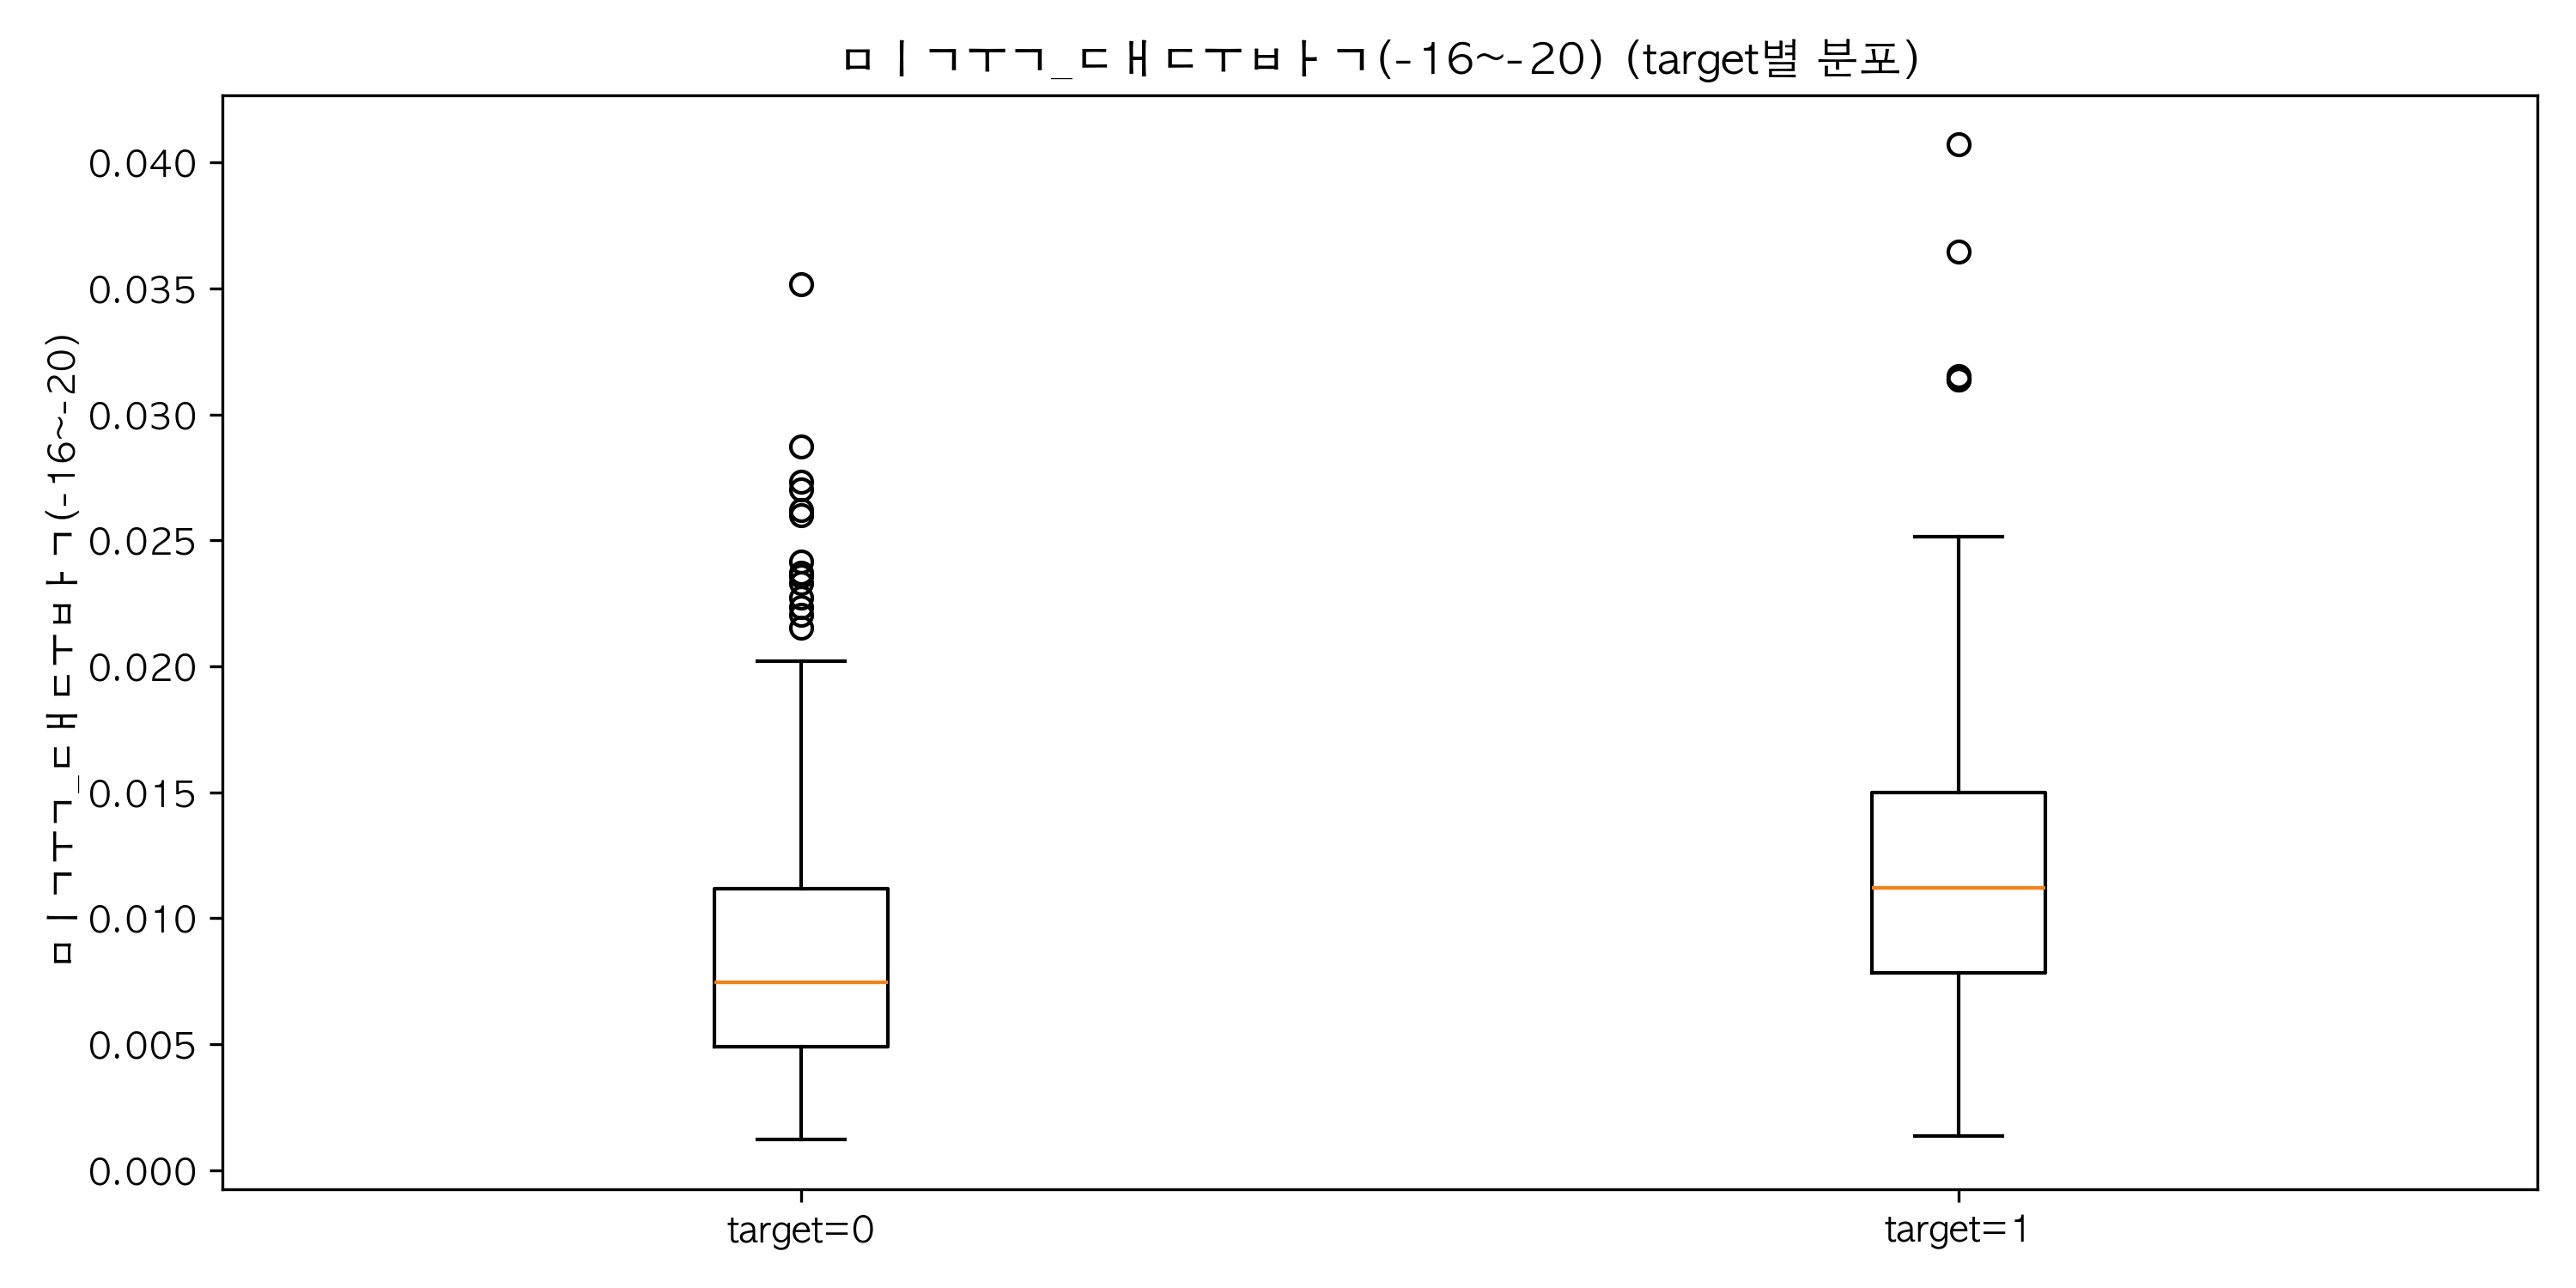 ㅁㅣㄱㅜㄱ_ㄷㅐㄷㅜㅂㅏㄱ(-16~-20) (target별 분포)
ㅁㅣㄱㅜㄱ_ㄷㅐㄷㅜㅂㅏㄱ(-16~-20)
0.040
0.035
0.030
0.025
0.020
0.015
0.010
0.005
0.000
target=0
target=1